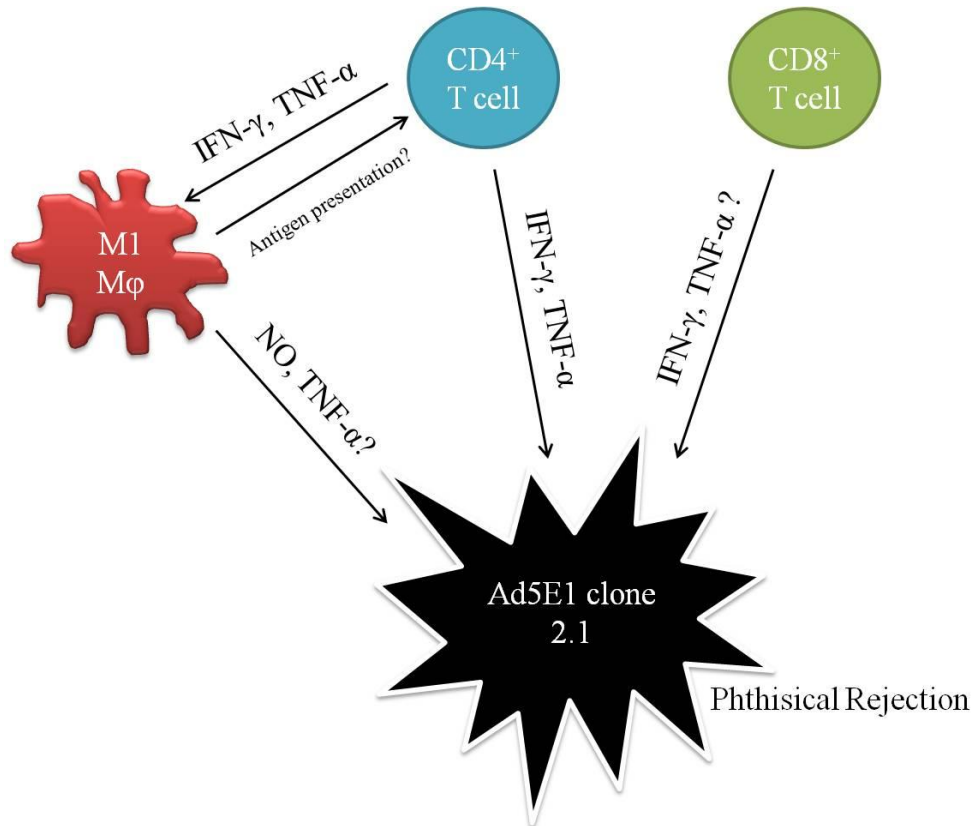 CD4⁺
T cell
CD8⁺
T cell
IFN-γ, TNF-α
Antigen presentation?
M1
Mφ
IFN-γ, TNF-α
IFN-γ, TNF-α ?
NO, TNF-α?
Ad5E1 clone
2.1
Phthisical Rejection